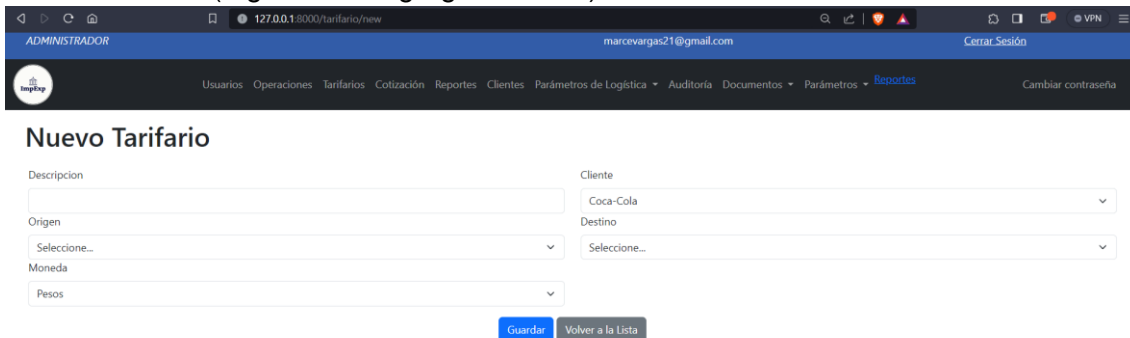 127.0.0.1:8000/tarifario/new
VPN
ADMINISTRADOR marcevargas21@gmail.com Cerrar Sesión
ImpExp
Usuarios Operaciones Tarifarios Cotización Reportes Clientes Parámetros de Logística Auditoría Documentos Parámetros Reportes Cambiar contraseña
Nuevo Tarifario
Descripcion Cliente
Coca-Cola
Origen Destino
Seleccione... Seleccione...
Moneda
Pesos
Guardar Volver a la Lista